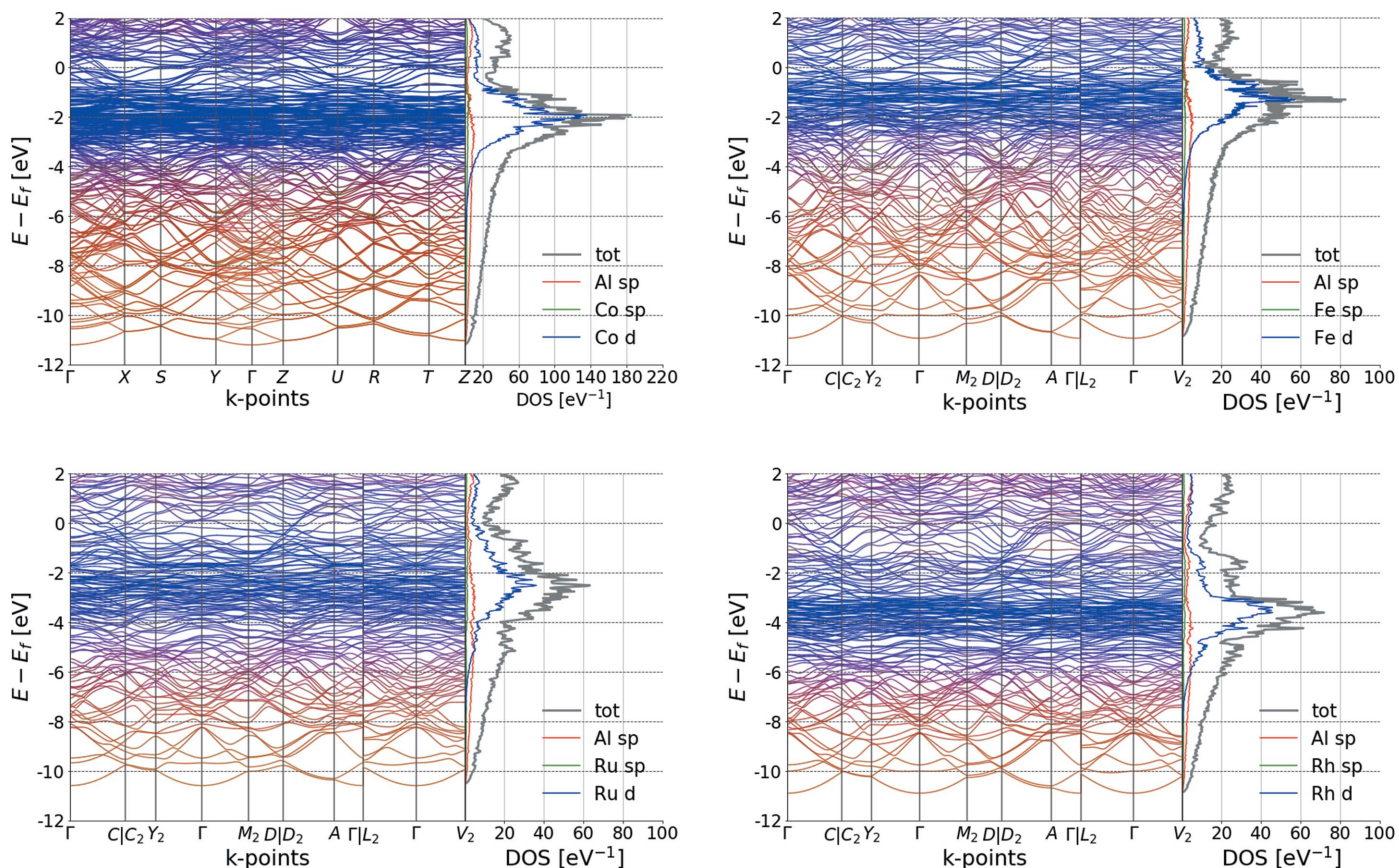 2
0
-2
-4
-6
-8
-10
-12
E − E_f [eV]
tot
Al sp
Co sp
Co d
Γ X S Y Γ Z U R T Z 20 60 100 140 180 220
k-points DOS [eV⁻¹]
2
0
-2
-4
-6
-8
-10
-12
E − E_f [eV]
tot
Al sp
Fe sp
Fe d
Γ C|C₂ Y₂ Γ M₂ D|D₂ A Γ|L₂ Γ V₂ 20 40 60 80 100
k-points DOS [eV⁻¹]
2
0
-2
-4
-6
-8
-10
-12
E − E_f [eV]
tot
Al sp
Ru sp
Ru d
Γ C|C₂ Y₂ Γ M₂ D|D₂ A Γ|L₂ Γ V₂ 20 40 60 80 100
k-points DOS [eV⁻¹]
2
0
-2
-4
-6
-8
-10
-12
E − E_f [eV]
tot
Al sp
Rh sp
Rh d
Γ C|C₂ Y₂ Γ M₂ D|D₂ A Γ|L₂ Γ V₂ 20 40 60 80 100
k-points DOS [eV⁻¹]